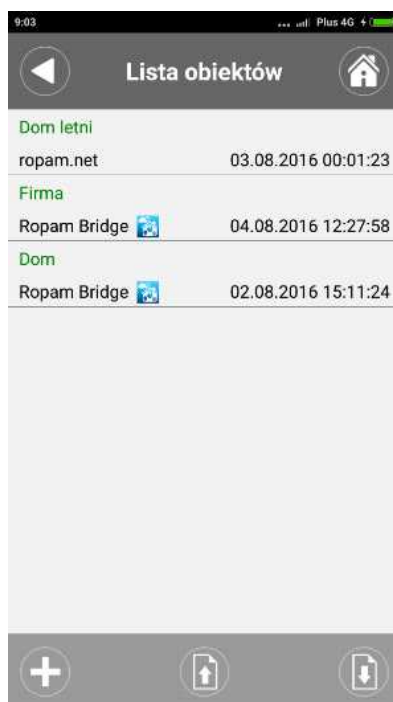 9:03 ... Plus 4G
Lista obiektów
Dom letni
ropam.net 03.08.2016 00:01:23
Firma
Ropam Bridge 04.08.2016 12:27:58
Dom
Ropam Bridge 02.08.2016 15:11:24